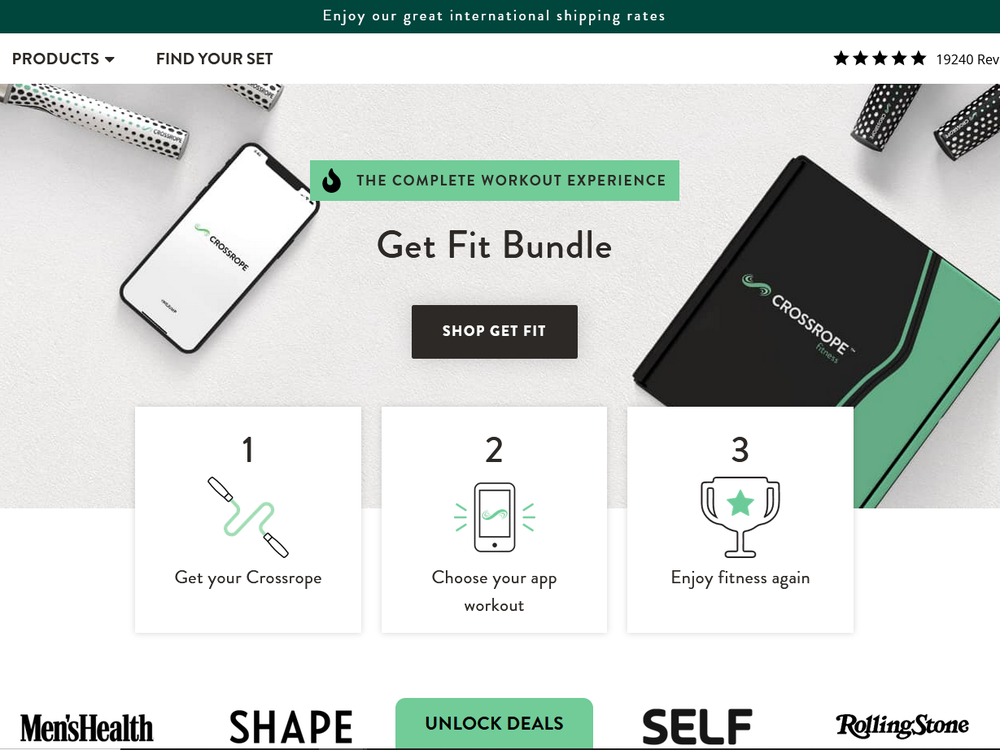 Enjoy our great international shipping rates
PRODUCTS
FIND YOUR SET
19240 Rev
CROSSROPE
THE COMPLETE WORKOUT EXPERIENCE
Get Fit Bundle
SHOP GET FIT
CROSSROPE
CROSSROPE™
fitness
1
2
3
Get your Crossrope
Choose your app
workout
Enjoy fitness again
Men'sHealth
SHAPE
UNLOCK DEALS
SELF
RollingStone